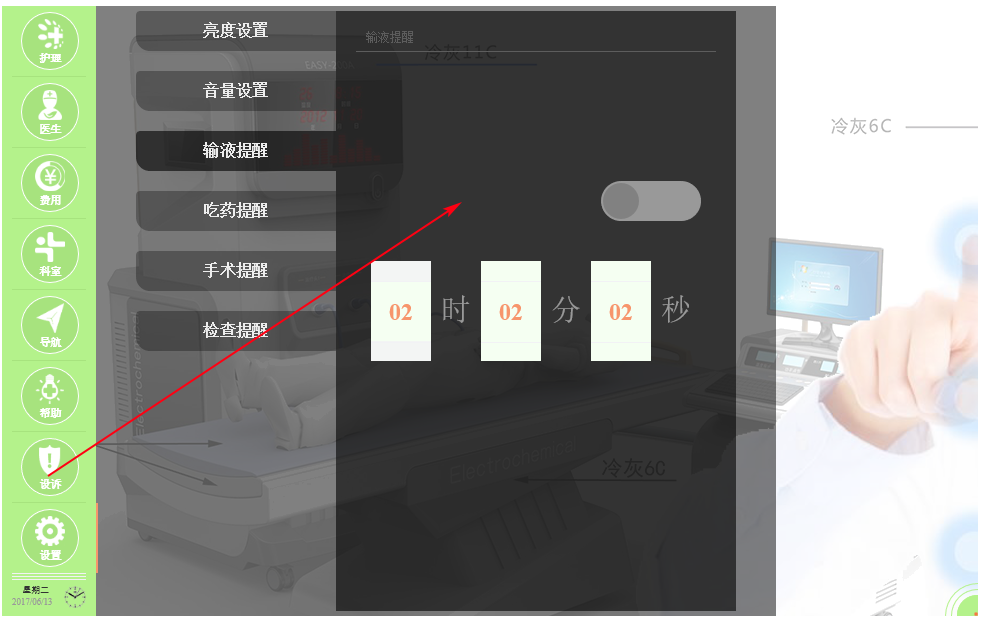 护理
医生
费用
科室
导航
帮助
投诉
设置
星期二
2017/06/13
亮度设置
音量设置
输液提醒
吃药提醒
手术提醒
检查提醒
输液提醒
冷灰11C
EASY-
02 时 02 分 02 秒
冷灰6C
Electrochemical
Electrochemical
冷灰6C